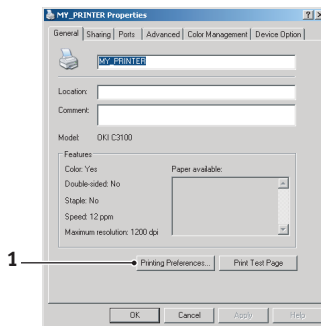 MY_PRINTER Properties
General Sharing Ports Advanced Color Management Device Option
MY_PRINTER
Location:
Comment:
Model: OKI C3100
Features
Color: Yes Paper available:
Double-sided: No
Staple: No
Speed: 12 ppm
Maximum resolution: 1200 dpi
1 Printing Preferences... Print Test Page
OK Cancel Apply Help